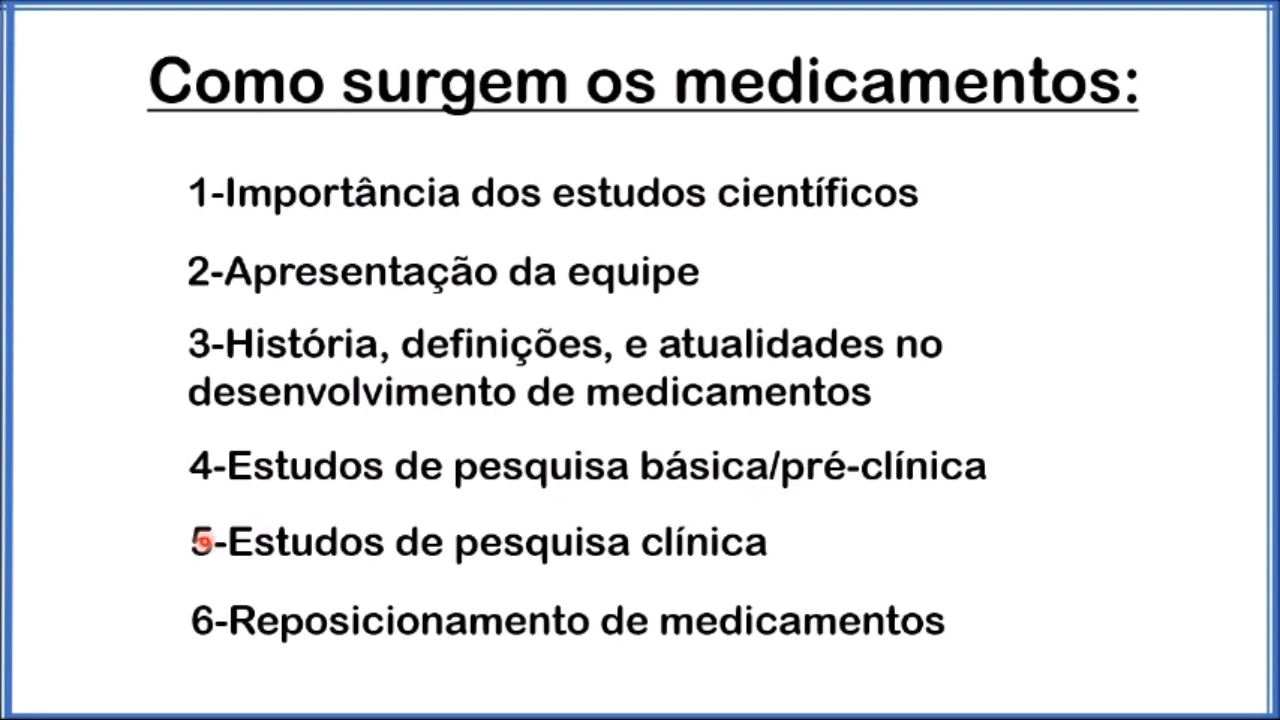 Como surgem os medicamentos:
1-Importância dos estudos científicos
2-Apresentação da equipe
3-História, definições, e atualidades no
desenvolvimento de medicamentos
4-Estudos de pesquisa básica/pré-clínica
5-Estudos de pesquisa clínica
6-Reposicionamento de medicamentos